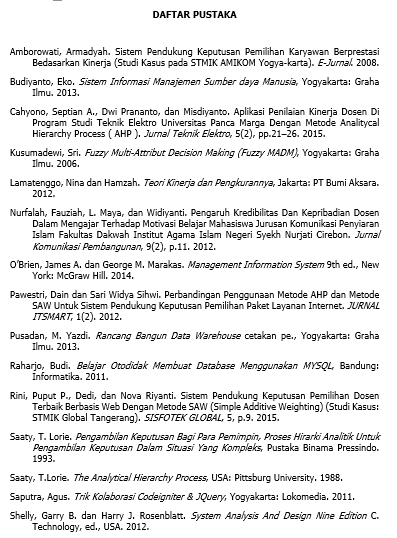 DAFTAR PUSTAKA
Amborowati, Armadyah. Sistem Pendukung Keputusan Pemilihan Karyawan Berprestasi
Bedasarkan Kinerja (Studi Kasus pada STMIK AMIKOM Yogya-karta). E-Jurnal. 2008.
Budiyanto, Eko. Sistem Informasi Manajemen Sumber daya Manusia, Yogyakarta: Graha
Ilmu. 2013.
Cahyono, Septian A., Dwi Prananto, dan Misdiyanto. Aplikasi Penilaian Kinerja Dosen Di
Program Studi Teknik Elektro Universitas Panca Marga Dengan Metode Analitycal
Hierarchy Process ( AHP ). Jurnal Teknik Elektro, 5(2), pp.21–26. 2015.
Kusumadewi, Sri. Fuzzy Multi-Attribut Decision Making (Fuzzy MADM), Yogyakarta: Graha
Ilmu. 2006.
Lamatenggo, Nina dan Hamzah. Teori Kinerja dan Pengkurannya, Jakarta: PT Bumi Aksara.
2012.
Nurfalah, Fauziah, L. Maya, dan Widiyanti. Pengaruh Kredibilitas Dan Kepribadian Dosen
Dalam Mengajar Terhadap Motivasi Belajar Mahasiswa Jurusan Komunikasi Penyiaran
Islam Fakultas Dakwah Institut Agama Islam Negeri Syekh Nurjati Cirebon. Jurnal
Komunikasi Pembangunan, 9(2), p.11. 2012.
O'Brien, James A. dan George M. Marakas. Management Information System 9th ed., New
York: McGraw Hill. 2014.
Pawestri, Dain dan Sari Widya Sihwi. Perbandingan Penggunaan Metode AHP dan Metode
SAW Untuk Sistem Pendukung Keputusan Pemilihan Paket Layanan Internet. JURNAL
ITSMART, 1(2). 2012.
Pusadan, M. Yazdi. Rancang Bangun Data Warehouse cetakan pe., Yogyakarta: Graha
Ilmu. 2013.
Raharjo, Budi. Belajar Otodidak Membuat Database Menggunakan MYSQL, Bandung:
Informatika. 2011.
Rini, Puput P., Dedi, dan Nova Riyanti. Sistem Pendukung Keputusan Pemilihan Dosen
Terbaik Berbasis Web Dengan Metode SAW (Simple Additive Weighting) (Studi Kasus:
STMIK Global Tangerang). SISFOTEK GLOBAL, 5, p.9. 2015.
Saaty, T. Lorie. Pengambilan Keputusan Bagi Para Pemimpin, Proses Hirarki Analitik Untuk
Pengambilan Keputusan Dalam Situasi Yang Kompleks, Pustaka Binama Pressindo.
1993.
Saaty, T.Lorie. The Analytical Hierarchy Process, USA: Pittsburg University. 1988.
Saputra, Agus. Trik Kolaborasi Codeigniter & JQuery, Yogyakarta: Lokomedia. 2011.
Shelly, Garry B. dan Harry J. Rosenblatt. System Analysis And Design Nine Edition C.
Technology, ed., USA. 2012.